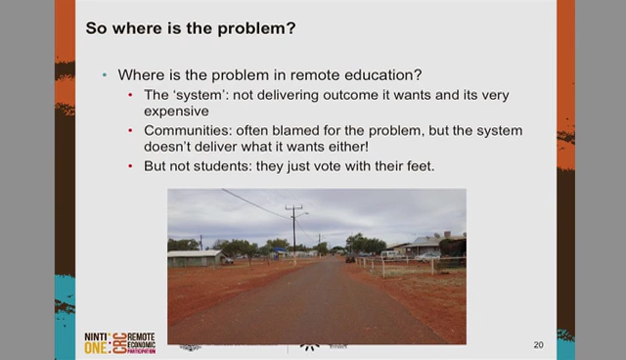 So where is the problem?
• Where is the problem in remote education?
• The ‘system’: not delivering outcome it wants and its very
expensive
• Communities: often blamed for the problem, but the system
doesn’t deliver what it wants either!
• But not students: they just vote with their feet.
NINTI
ONE:
CRC
REMOTE
ECONOMIC
PARTICIPATION
20